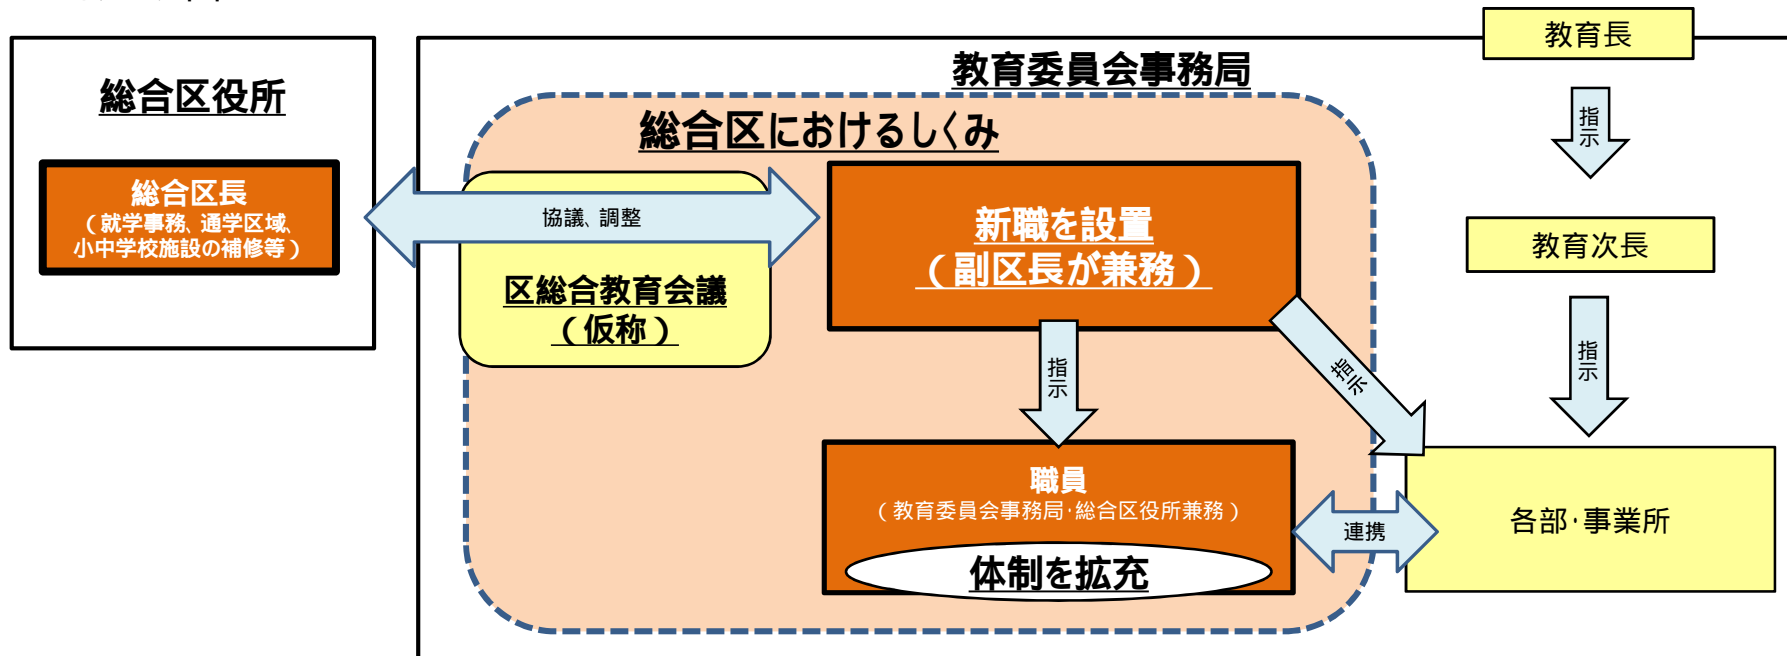 教育長
教育委員会事務局
総合区役所
総合区におけるしくみ
指示
総合区長
(就学事務、通学区域、
小中学校施設の補修等)
協議、調整
新職を設置
(副区長が兼務)
教育次長
区総合教育会議
(仮称)
指示
指示
指示
職員
(教育委員会事務局・総合区役所兼務)
体制を拡充
連携
各部・事業所